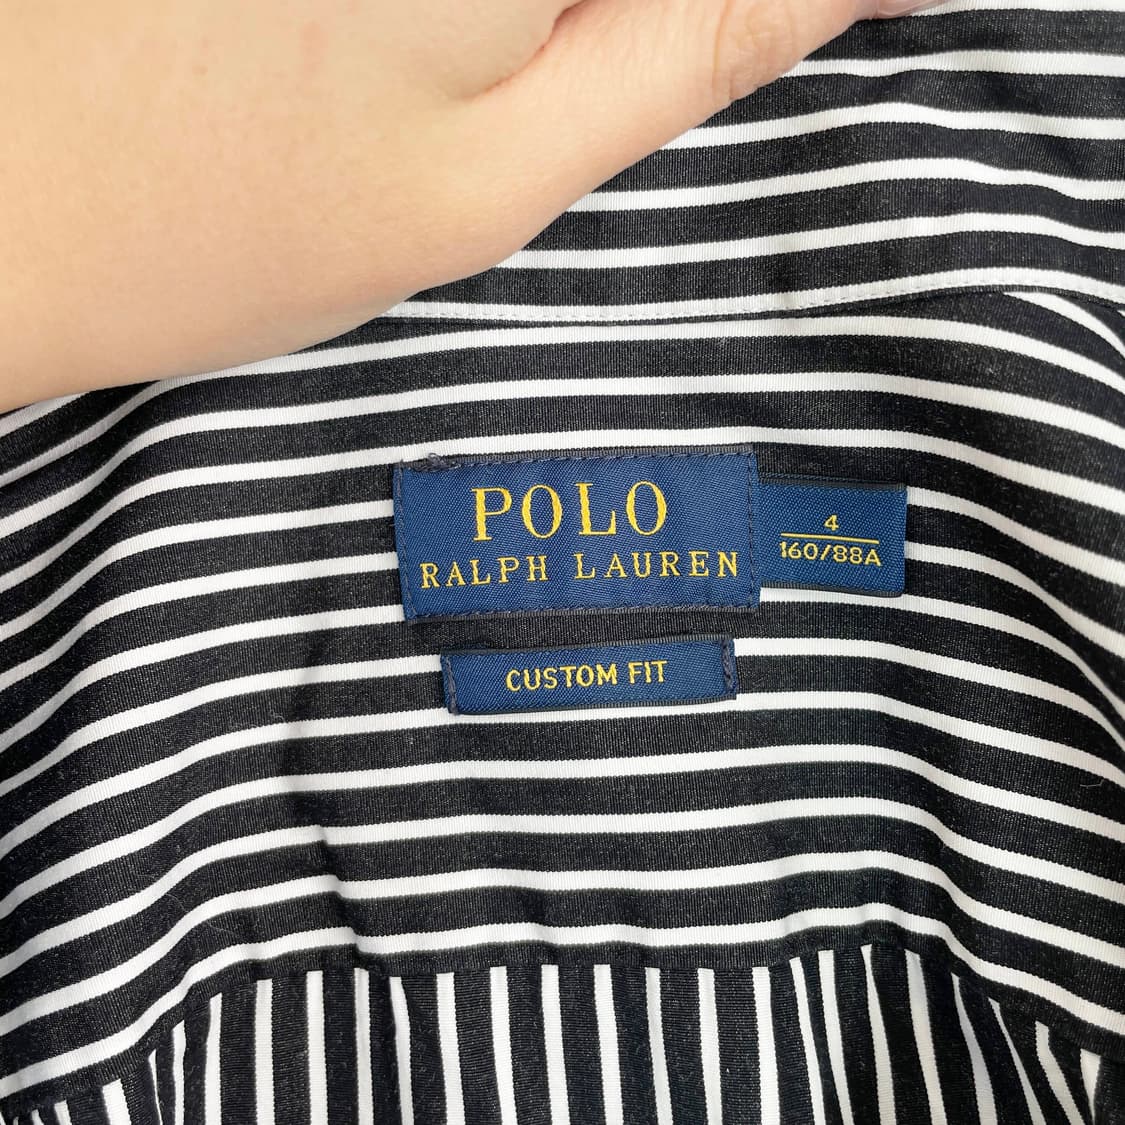 POLO
RALPH LAUREN
4
160/88A
CUSTOM FIT